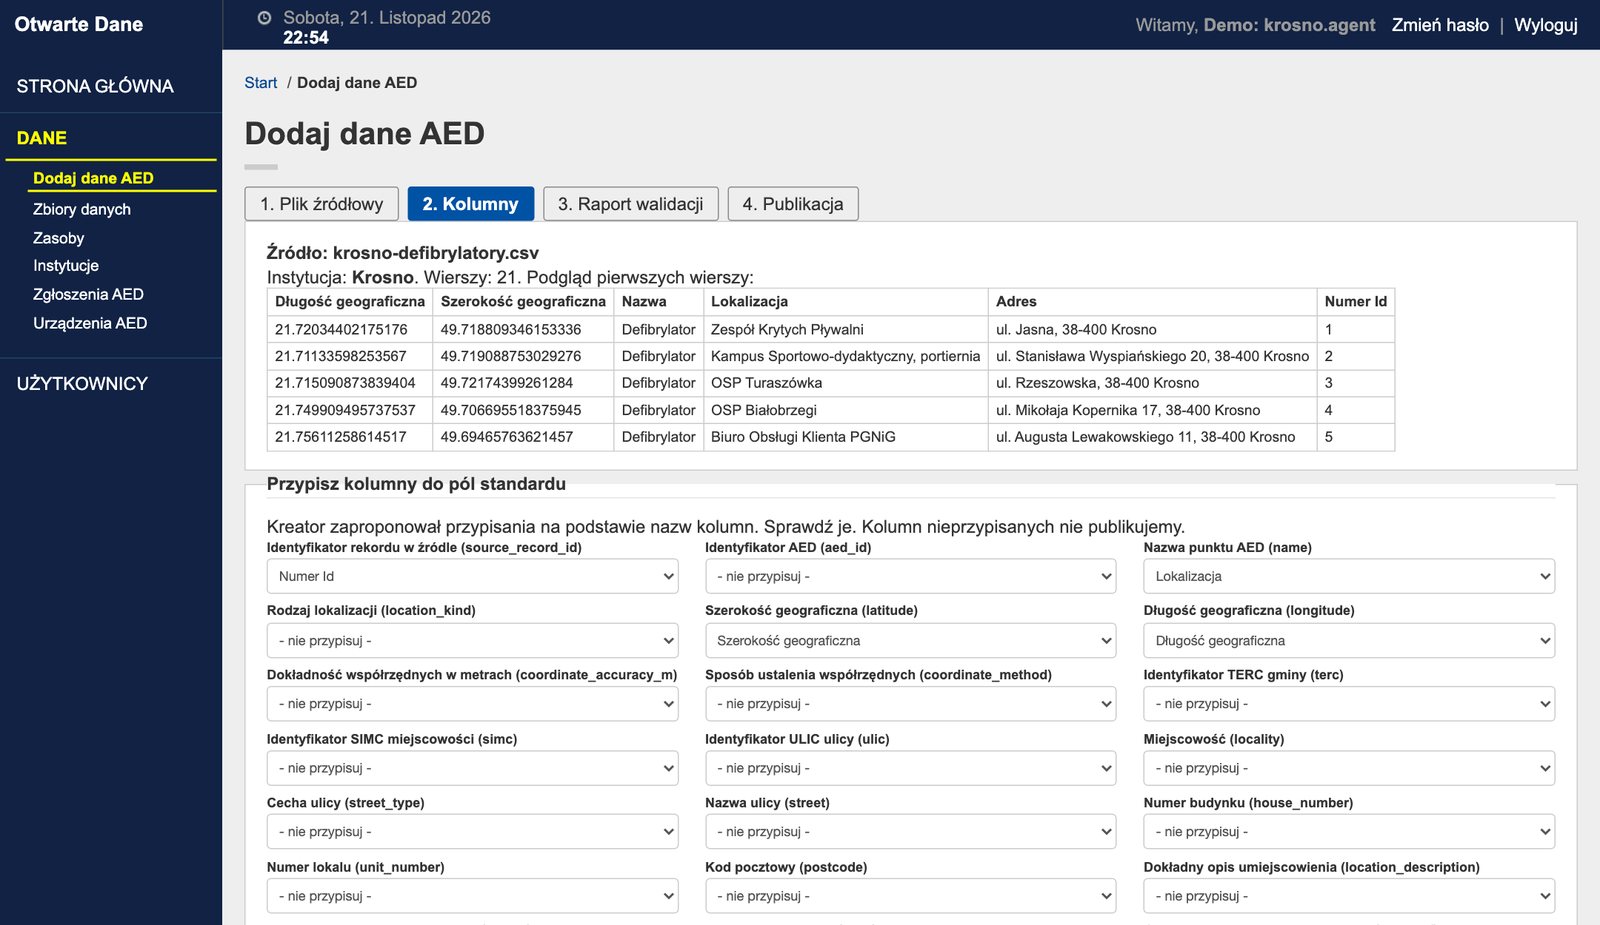 Otwarte Dane
Sobota, 21. Listopad 2026
22:54
Witamy, Demo: krosno.agent Zmień hasło | Wyloguj
STRONA GŁÓWNA
DANE
Dodaj dane AED
Zbiory danych
Zasoby
Instytucje
Zgłoszenia AED
Urządzenia AED
UŻYTKOWNICY
Start / Dodaj dane AED
Dodaj dane AED
1. Plik źródłowy 2. Kolumny 3. Raport walidacji 4. Publikacja
Źródło: krosno-defibrylatory.csv
Instytucja: Krosno. Wierszy: 21. Podgląd pierwszych wierszy:
Długość geograficzna Szerokość geograficzna Nazwa Lokalizacja Adres Numer Id
21.72034402175176 49.718809346153336 Defibrylator Zespół Krytych Pływalni ul. Jasna, 38-400 Krosno 1
21.71133598253567 49.719088753029276 Defibrylator Kampus Sportowo-dydaktyczny, portiernia ul. Stanisława Wyspiańskiego 20, 38-400 Krosno 2
21.715090873839404 49.72174399261284 Defibrylator OSP Turaszówka ul. Rzeszowska, 38-400 Krosno 3
21.749909495737537 49.706695518375945 Defibrylator OSP Białobrzegi ul. Mikołaja Kopernika 17, 38-400 Krosno 4
21.75611258614517 49.69465763621457 Defibrylator Biuro Obsługi Klienta PGNiG ul. Augusta Lewakowskiego 11, 38-400 Krosno 5
Przypisz kolumny do pól standardu
Kreator zaproponował przypisania na podstawie nazw kolumn. Sprawdź je. Kolumn nieprzypisanych nie publikujemy.
Identyfikator rekordu w źródle (source_record_id) Identyfikator AED (aed_id) Nazwa punktu AED (name)
Numer Id - nie przypisuj - Lokalizacja
Rodzaj lokalizacji (location_kind) Szerokość geograficzna (latitude) Długość geograficzna (longitude)
- nie przypisuj - Szerokość geograficzna Długość geograficzna
Dokładność współrzędnych w metrach (coordinate_accuracy_m) Sposób ustalenia współrzędnych (coordinate_method) Identyfikator TERC gminy (terc)
- nie przypisuj - - nie przypisuj - - nie przypisuj -
Identyfikator SIMC miejscowości (simc) Identyfikator ULIC ulicy (ulic) Miejscowość (locality)
- nie przypisuj - - nie przypisuj - - nie przypisuj -
Cecha ulicy (street_type) Nazwa ulicy (street) Numer budynku (house_number)
- nie przypisuj - - nie przypisuj - - nie przypisuj -
Numer lokalu (unit_number) Kod pocztowy (postcode) Dokładny opis umiejscowienia (location_description)
- nie przypisuj - - nie przypisuj - - nie przypisuj -